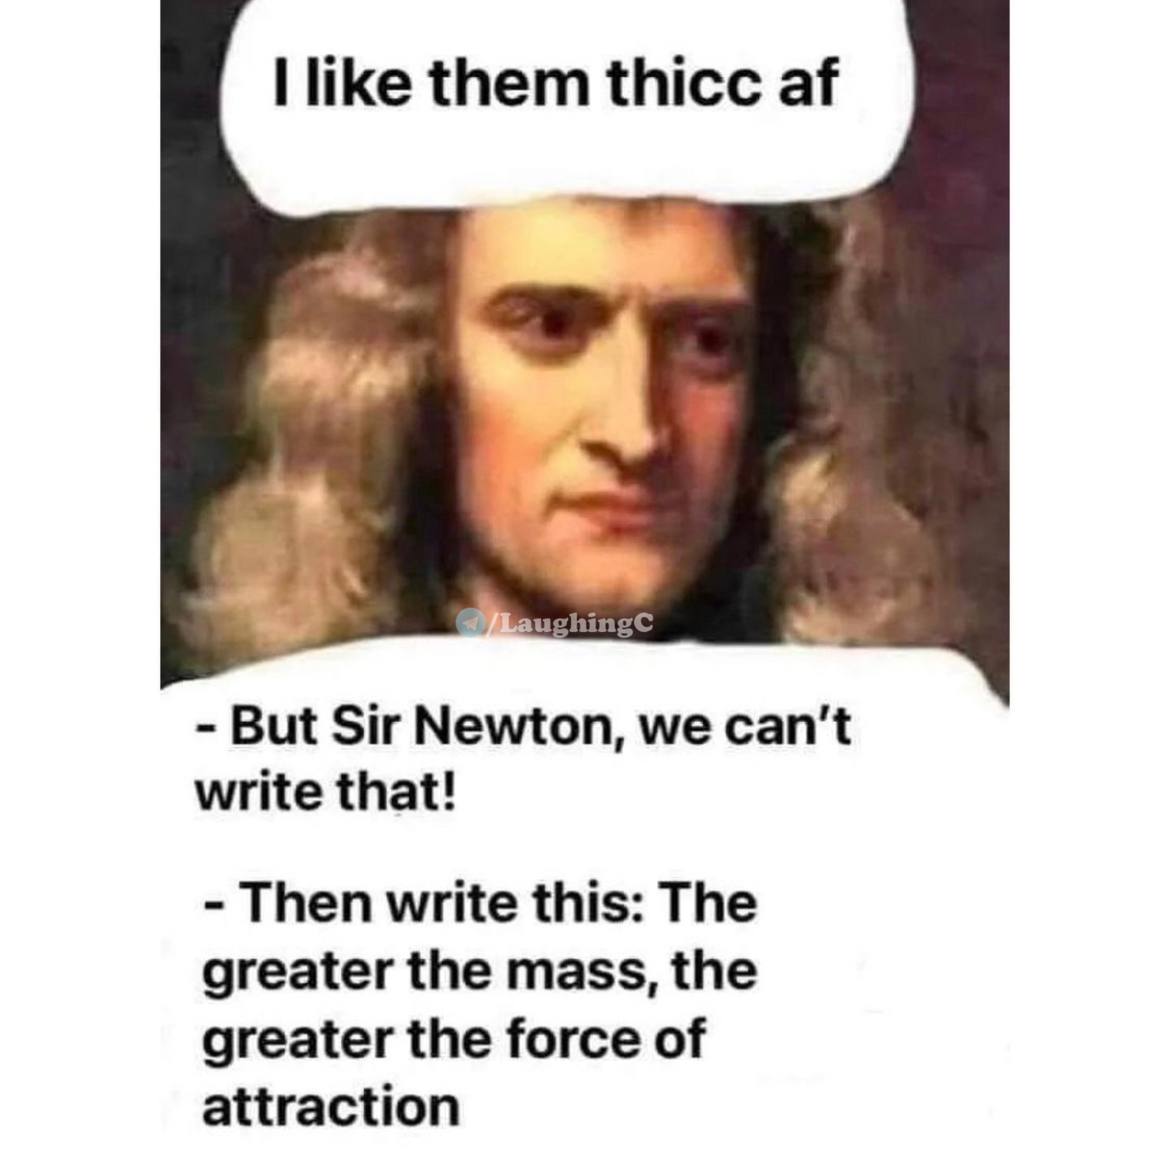 I like them thicc af
/LaughingC
- But Sir Newton, we can't
write that!
- Then write this: The
greater the mass, the
greater the force of
attraction